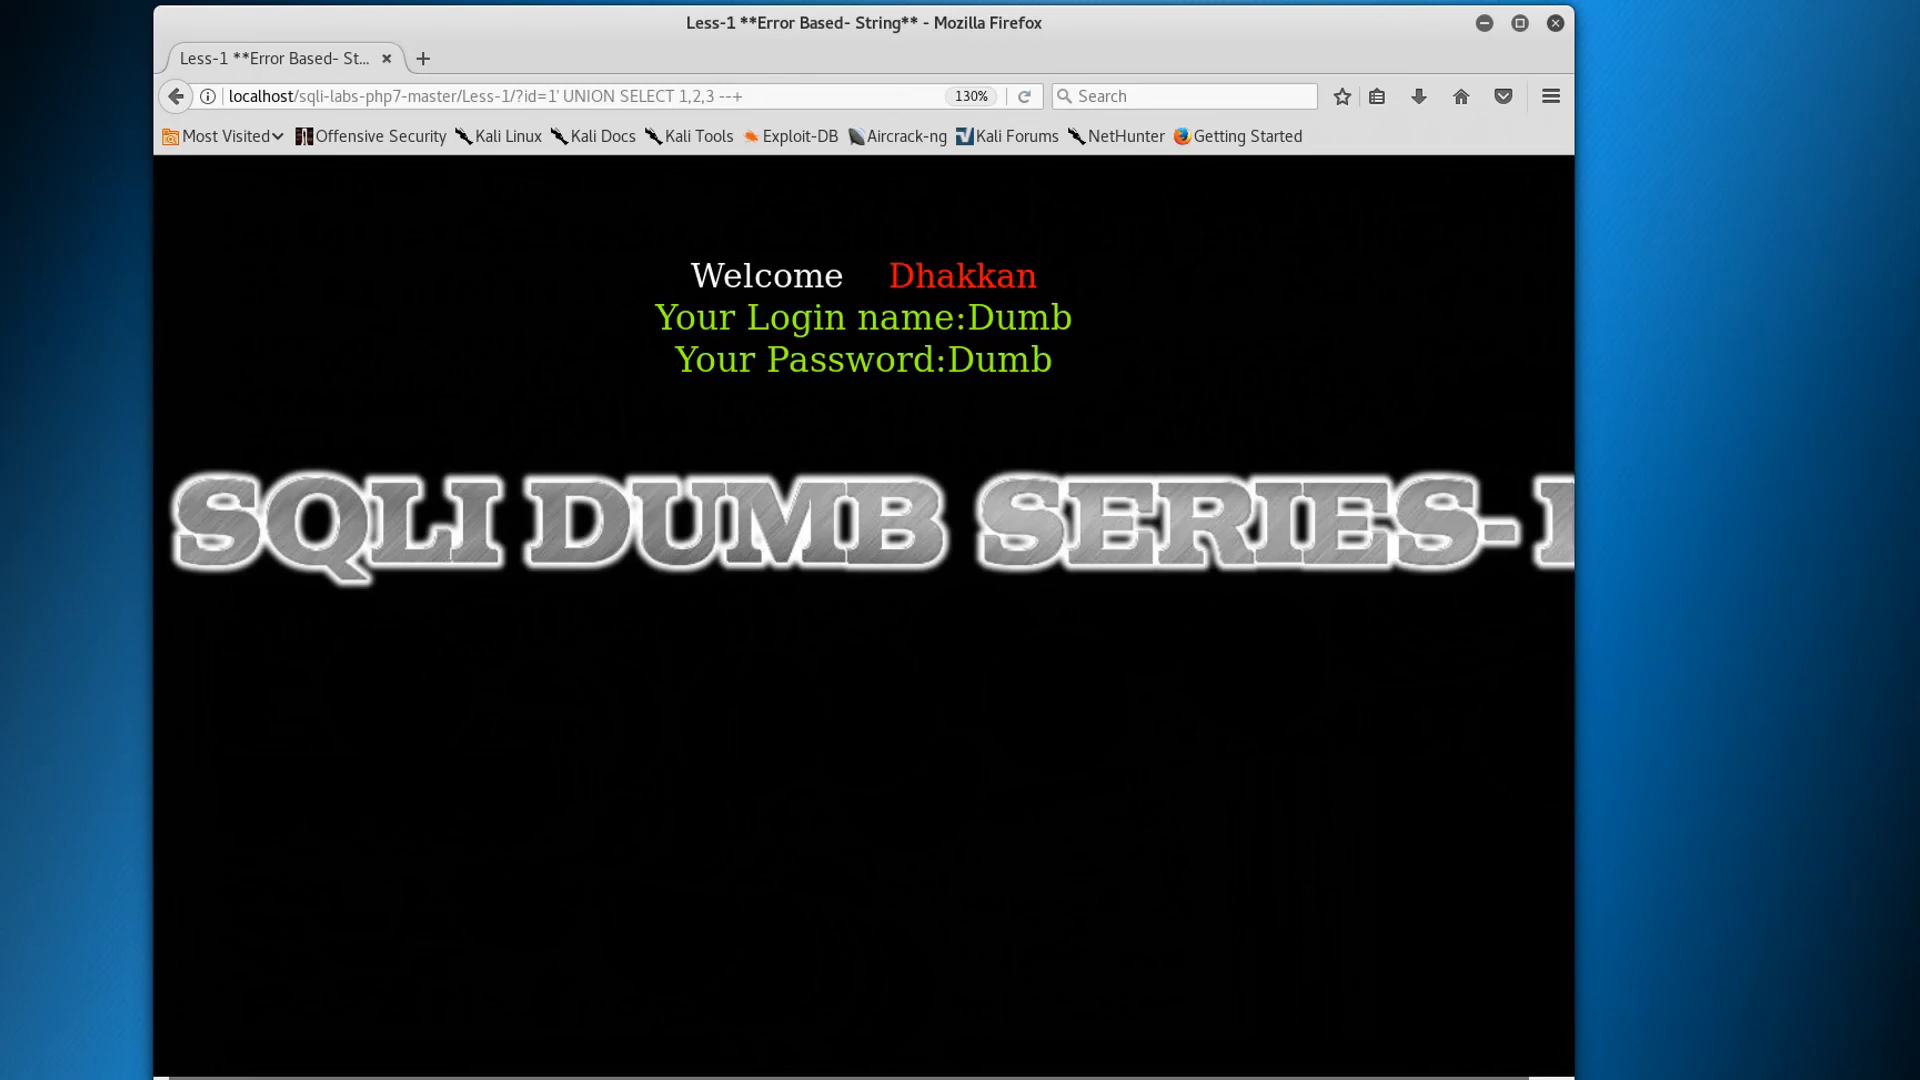 Less-1 **Error Based- String** - Mozilla Firefox
Less-1 **Error Based- St...
localhost/sqli-labs-php7-master/Less-1/?id=1' UNION SELECT 1,2,3 --+ 130% Search
Most Visited Offensive Security Kali Linux Kali Docs Kali Tools Exploit-DB Aircrack-ng Kali Forums NetHunter Getting Started
Welcome Dhakkan
Your Login name:Dumb
Your Password:Dumb
SQLI DUMB SERIES-